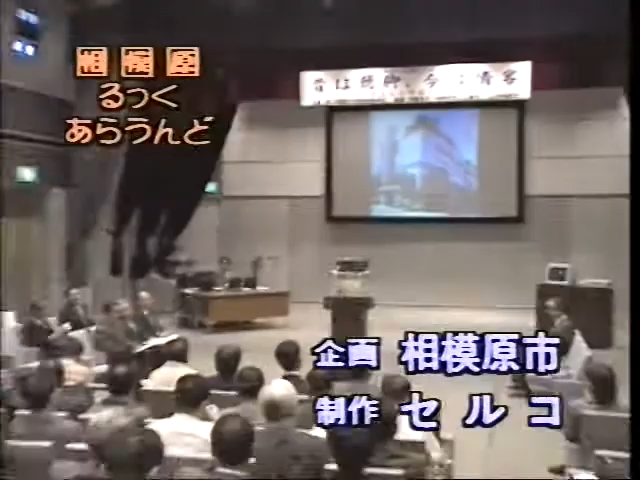 相模原
るっく
あらうんど
企画 相模原市
制作 セルコ